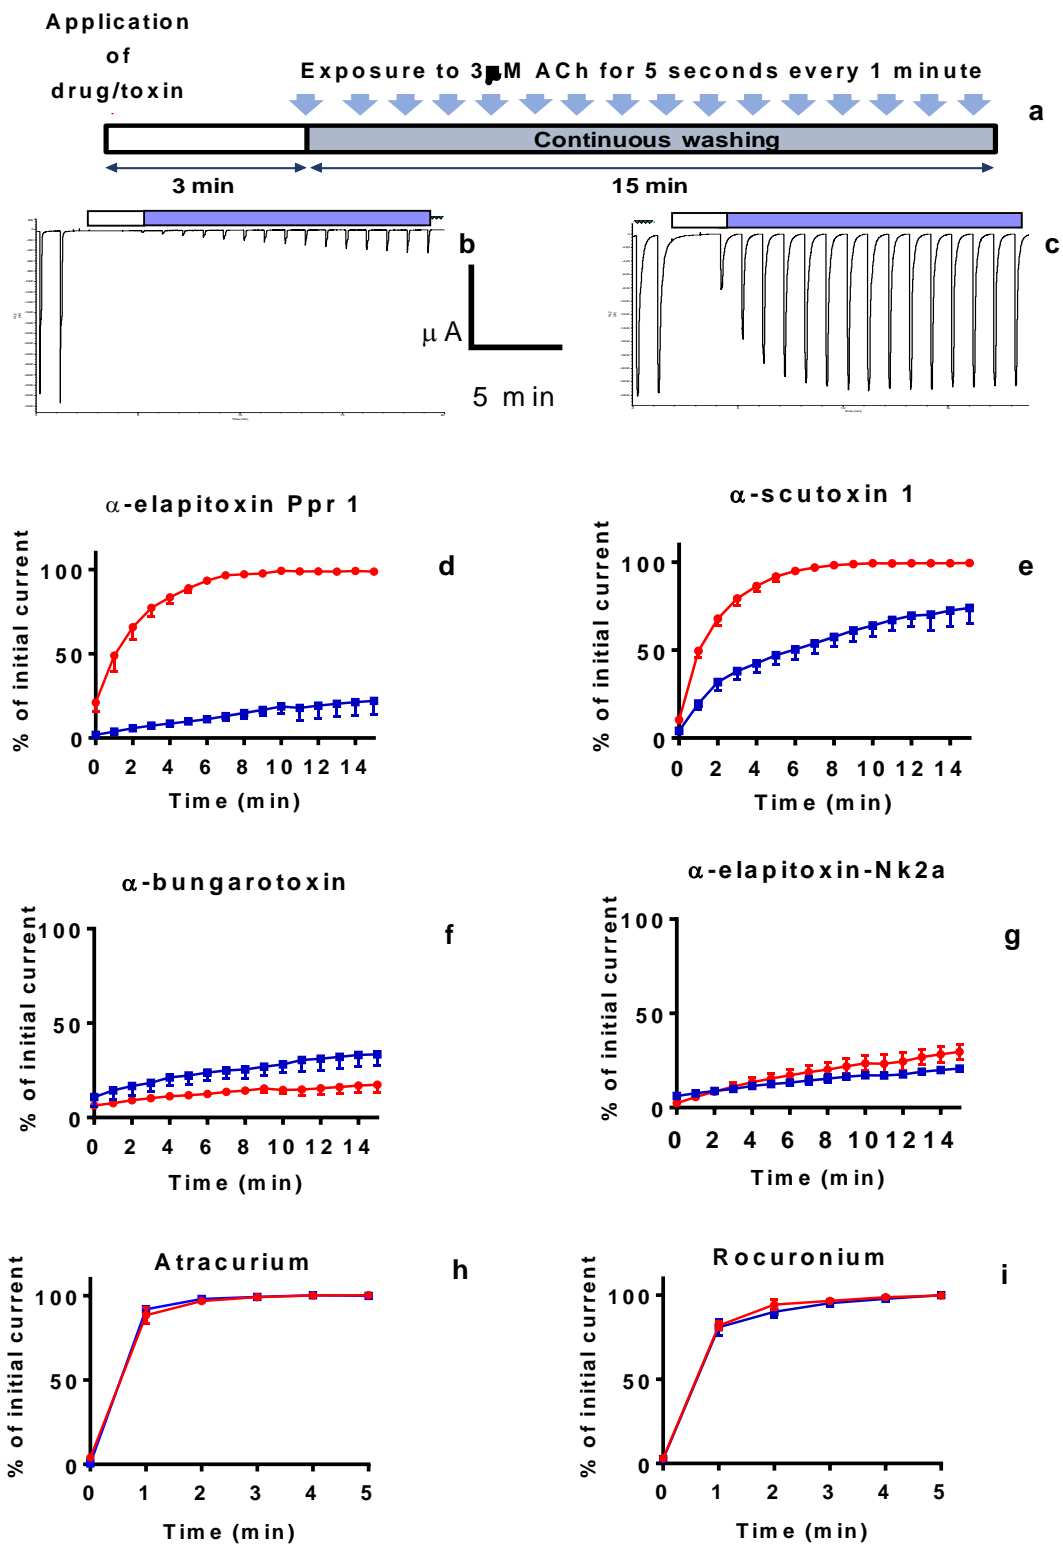 Application
of
drug/toxin
Exposure to 3 μM ACh for 5 seconds every 1 minute
a
Continuous washing
3 min
15 min
b
c
μ A
5 min
α-elapitoxin Ppr 1
d
% of initial current
100
50
0
0 2 4 6 8 10 12 14
Time (min)
α-scutoxin 1
e
% of initial current
100
50
0
0 2 4 6 8 10 12 14
Time (min)
α-bungarotoxin
f
% of initial current
100
50
0
0 2 4 6 8 10 12 14
Time (min)
α-elapitoxin-Nk2a
g
% of initial current
100
50
0
0 2 4 6 8 10 12 14
Time (min)
Atracurium
h
% of initial current
100
50
0
0 1 2 3 4 5
Time (min)
Rocuronium
i
% of initial current
100
50
0
0 1 2 3 4 5
Time (min)